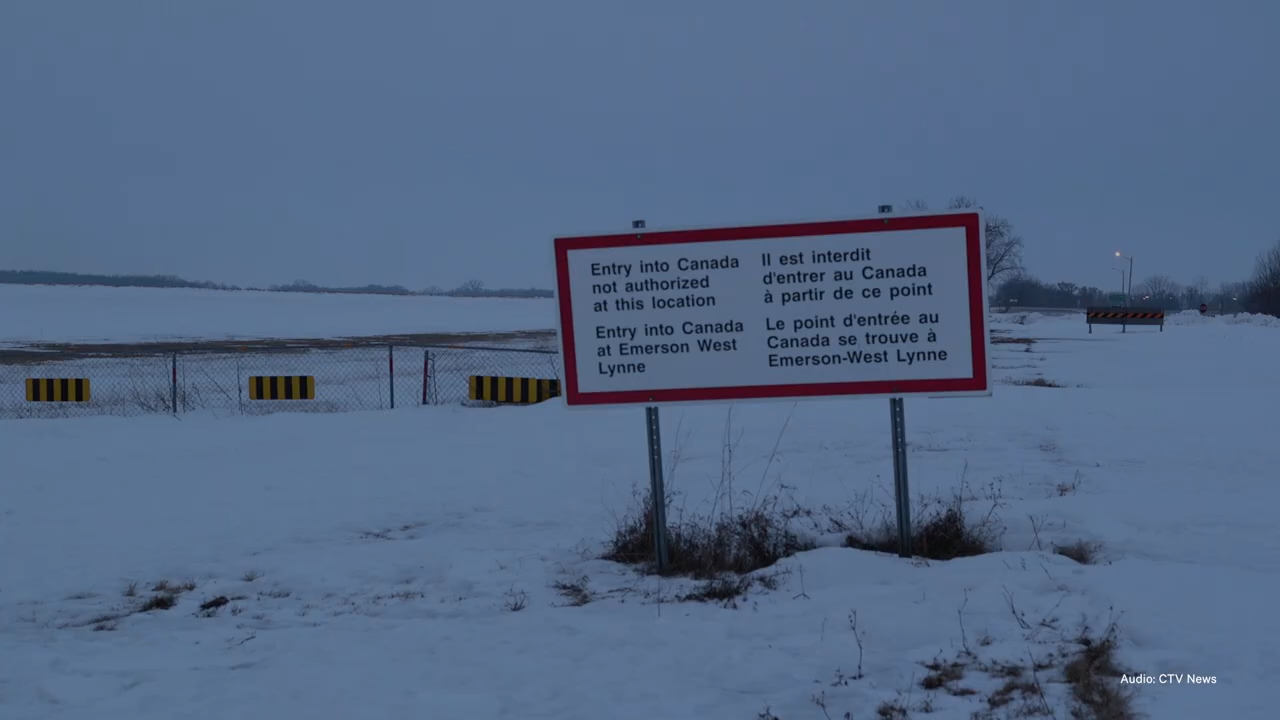 Entry into Canada
not authorized
at this location
Entry into Canada
at Emerson West
Lynne
Il est interdit
d'entrer au Canada
à partir de ce point
Le point d'entrée au
Canada se trouve à
Emerson-West Lynne
Audio: CTV News